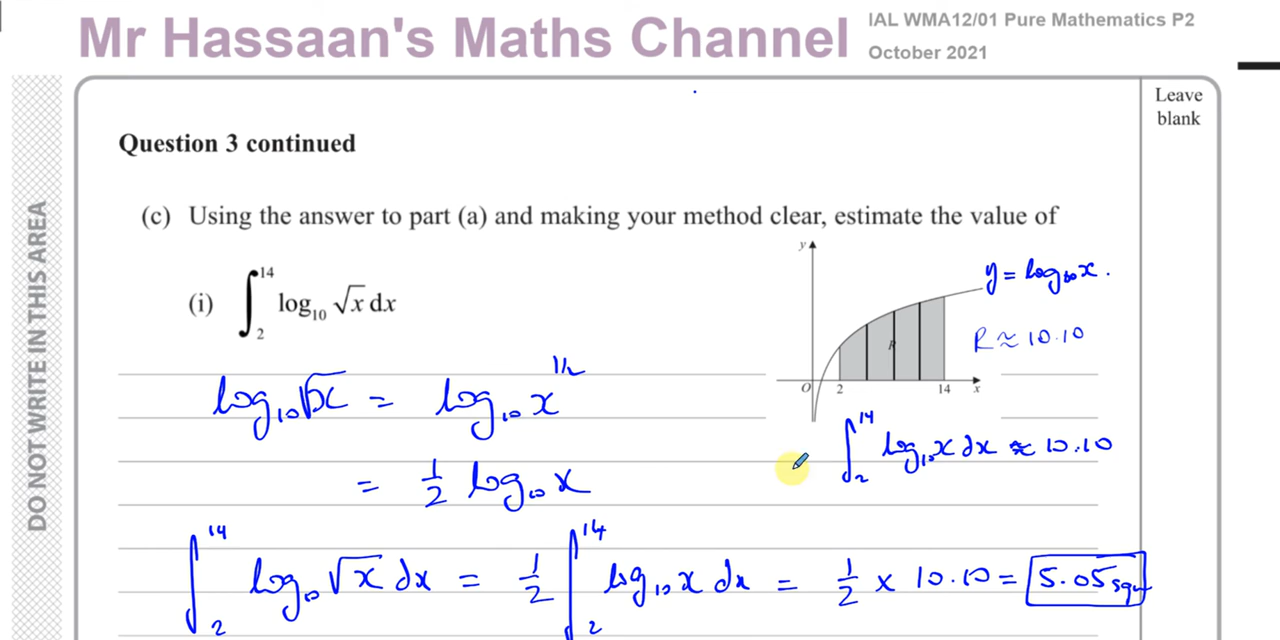 Mr Hassaan's Maths Channel
IAL WMA12/01 Pure Mathematics P2
October 2021
Leave
blank
DO NOT WRITE IN THIS AREA
Question 3 continued
(c) Using the answer to part (a) and making your method clear, estimate the value of
(i) ∫₂¹⁴ log₁₀ √x dx
y
y = log₁₀x.
R
R ≈ 10.10
O 2 14 x
log₁₀√x = log₁₀ x^1/2
∫₂¹⁴ log₁₀x dx ≈ 10.10
= 1/2 log₁₀ x
∫₂¹⁴ log₁₀ √x dx = 1/2 ∫₂¹⁴ log₁₀x dx = 1/2 × 10.10 = 5.05